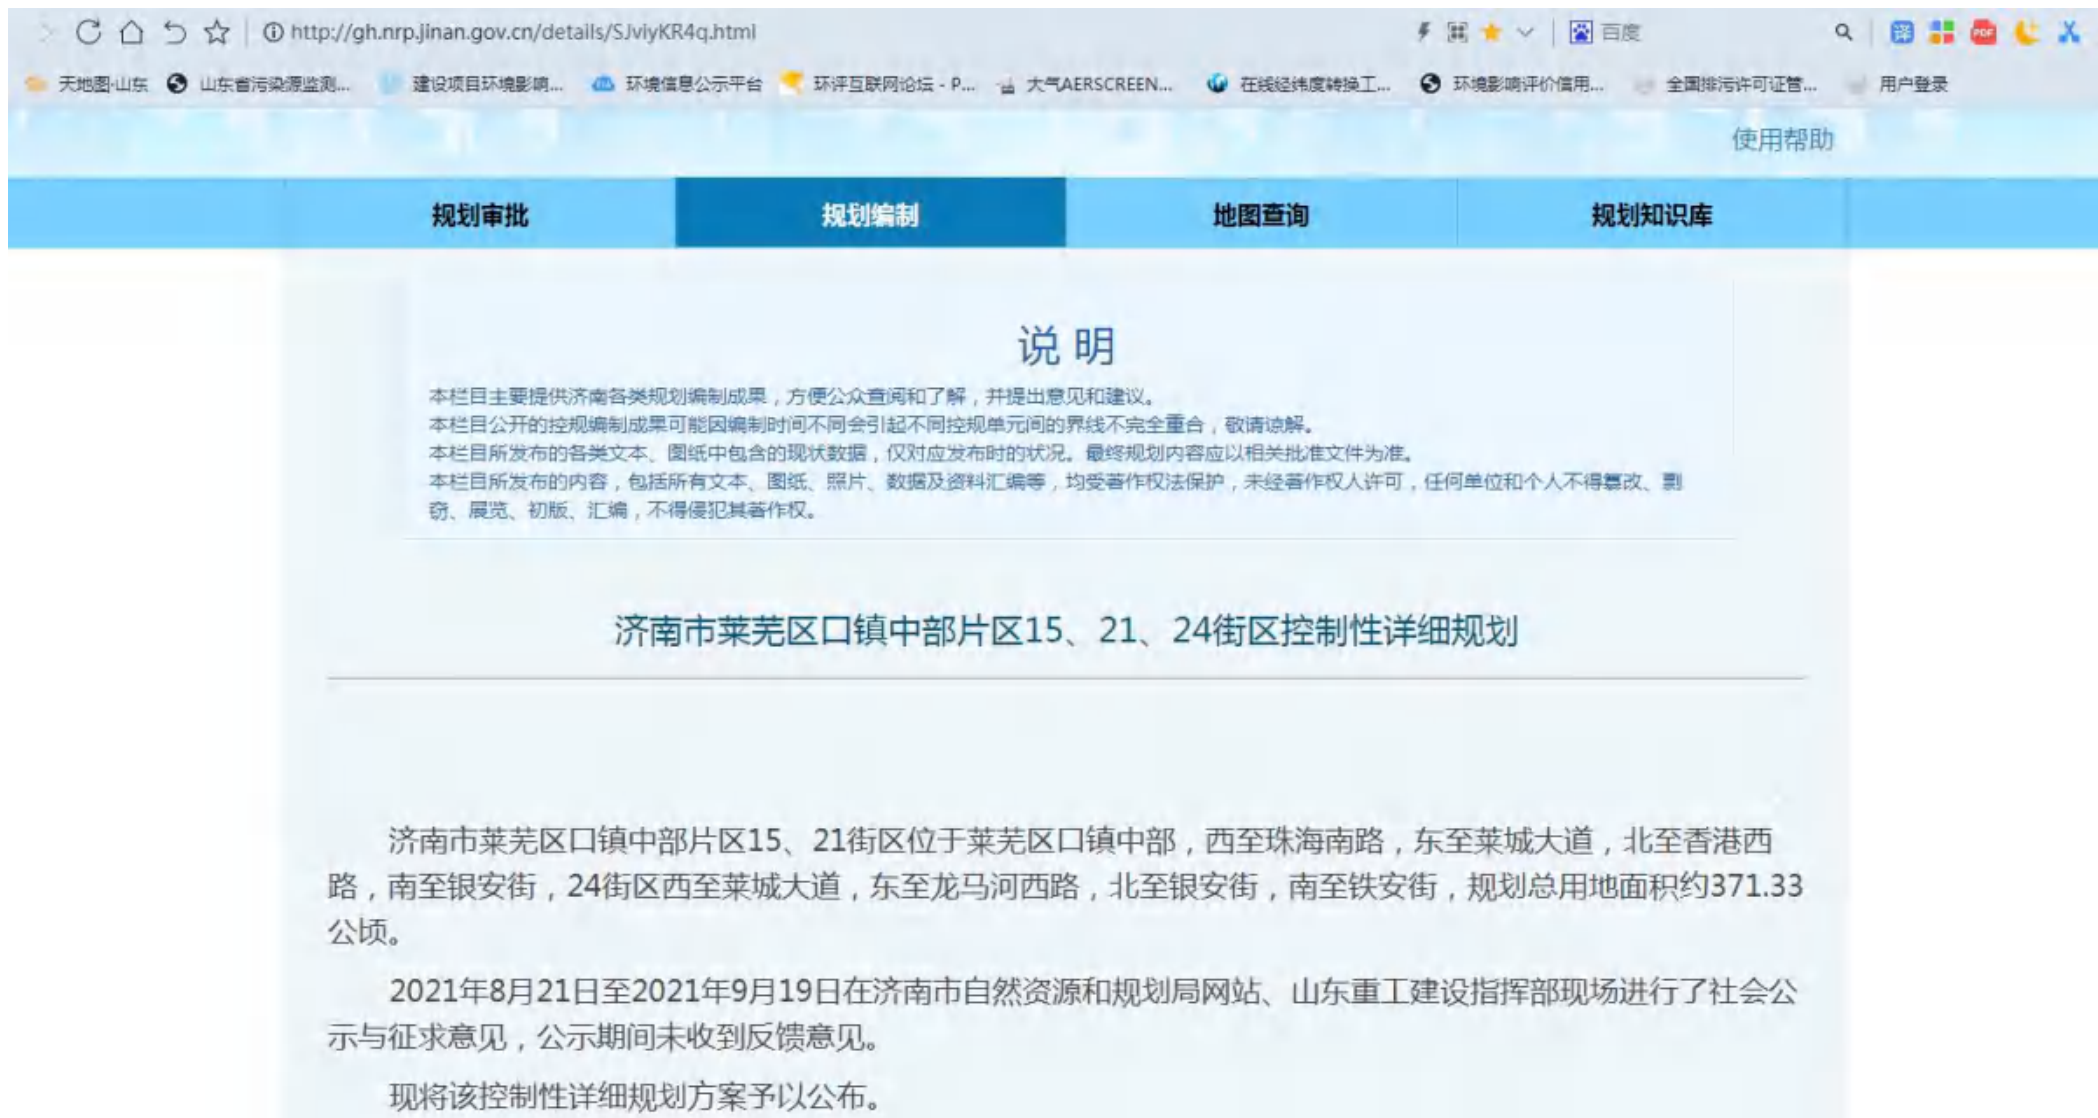 http://gh.nrp.jinan.gov.cn/details/SJviyKR4q.html
百度
译
PDF
天地图·山东 山东省污染源监测... 建设项目环境影响... 环境信息公示平台 环评互联网论坛 - P... 大气AERSCREEN... 在线经纬度转换工... 环境影响评价信用... 全国排污许可证管... 用户登录
使用帮助
规划审批 规划编制 地图查询 规划知识库
说 明
本栏目主要提供济南各类规划编制成果，方便公众查阅和了解，并提出意见和建议。
本栏目公开的控规编制成果可能因编制时间不同会引起不同控规单元间的界线不完全重合，敬请谅解。
本栏目所发布的各类文本、图纸中包含的现状数据，仅对应发布时的状况。最终规划内容应以相关批准文件为准。
本栏目所发布的内容，包括所有文本、图纸、照片、数据及资料汇编等，均受著作权法保护，未经著作权人许可，任何单位和个人不得篡改、剽
窃、展览、初版、汇编，不得侵犯其著作权。
济南市莱芜区口镇中部片区15、21、24街区控制性详细规划
济南市莱芜区口镇中部片区15、21街区位于莱芜区口镇中部，西至珠海南路，东至莱城大道，北至香港西
路，南至银安街，24街区西至莱城大道，东至龙马河西路，北至银安街，南至铁安街，规划总用地面积约371.33
公顷。
2021年8月21日至2021年9月19日在济南市自然资源和规划局网站、山东重工建设指挥部现场进行了社会公
示与征求意见，公示期间未收到反馈意见。
现将该控制性详细规划方案予以公布。